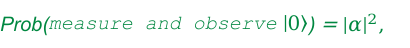 Prob(measure and observe |0⟩) = |α|²,